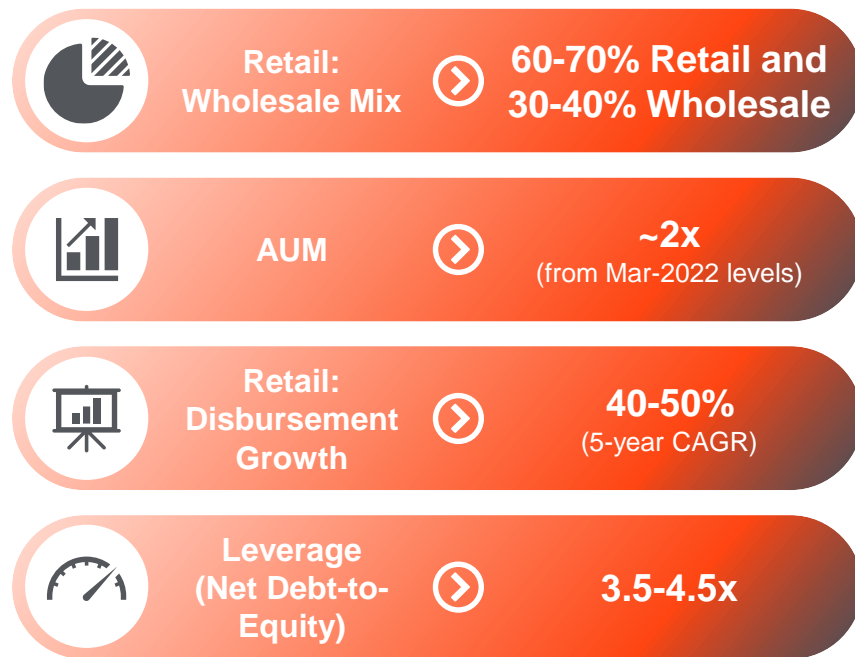 Retail:
Wholesale Mix
60-70% Retail and
30-40% Wholesale
AUM
~2x
(from Mar-2022 levels)
Retail:
Disbursement
Growth
40-50%
(5-year CAGR)
Leverage
(Net Debt-to-
Equity)
3.5-4.5x